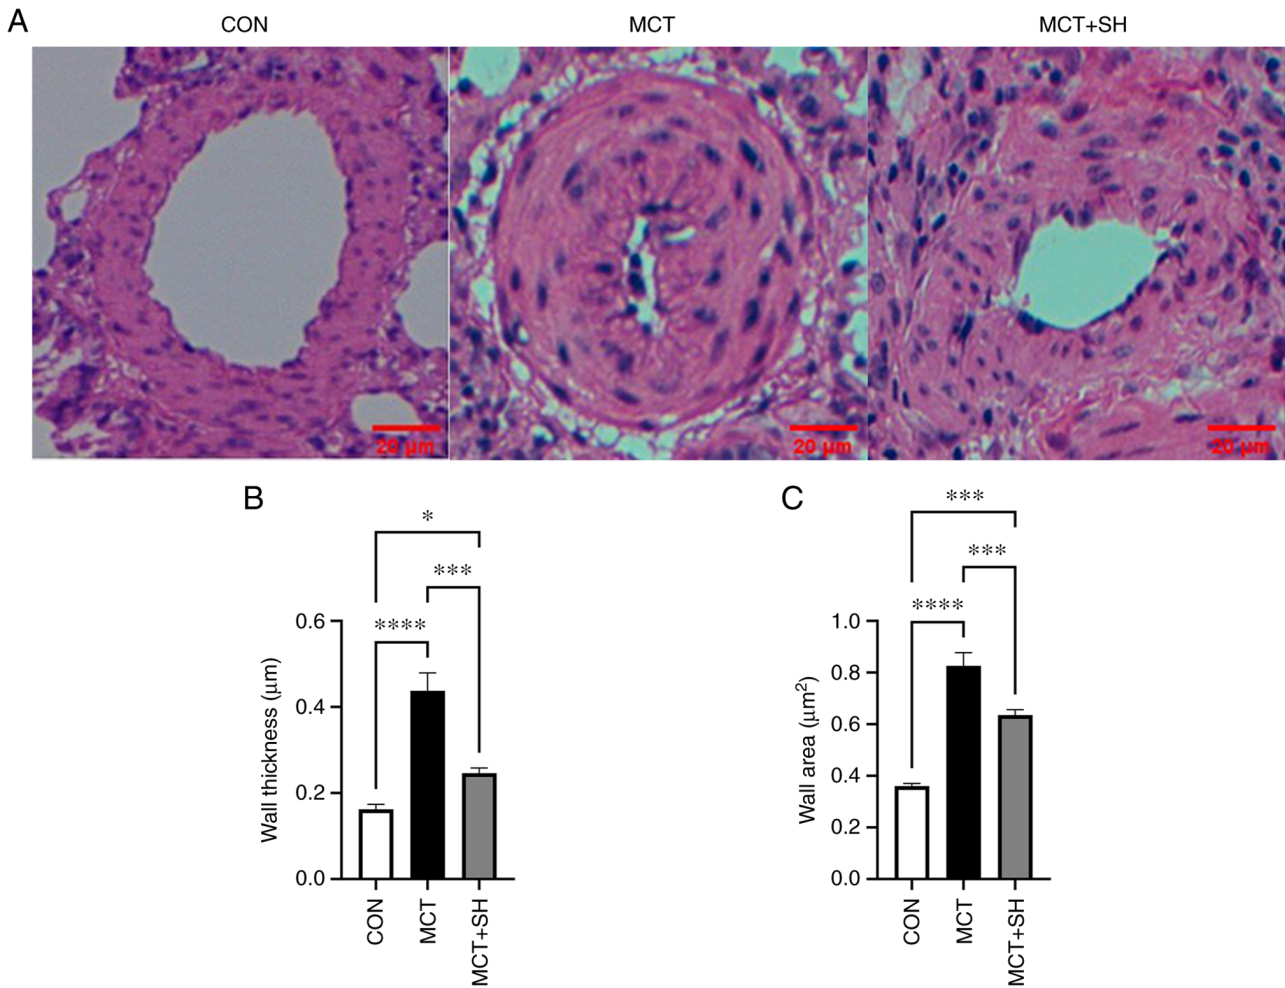 A
CON
MCT
MCT+SH
20 μm
20 μm
20 μm
B
*
***
****
0.6
0.4
0.2
0.0
Wall thickness (μm)
CON
MCT
MCT+SH
C
***
***
****
1.0
0.8
0.6
0.4
0.2
0.0
Wall area (μm²)
CON
MCT
MCT+SH